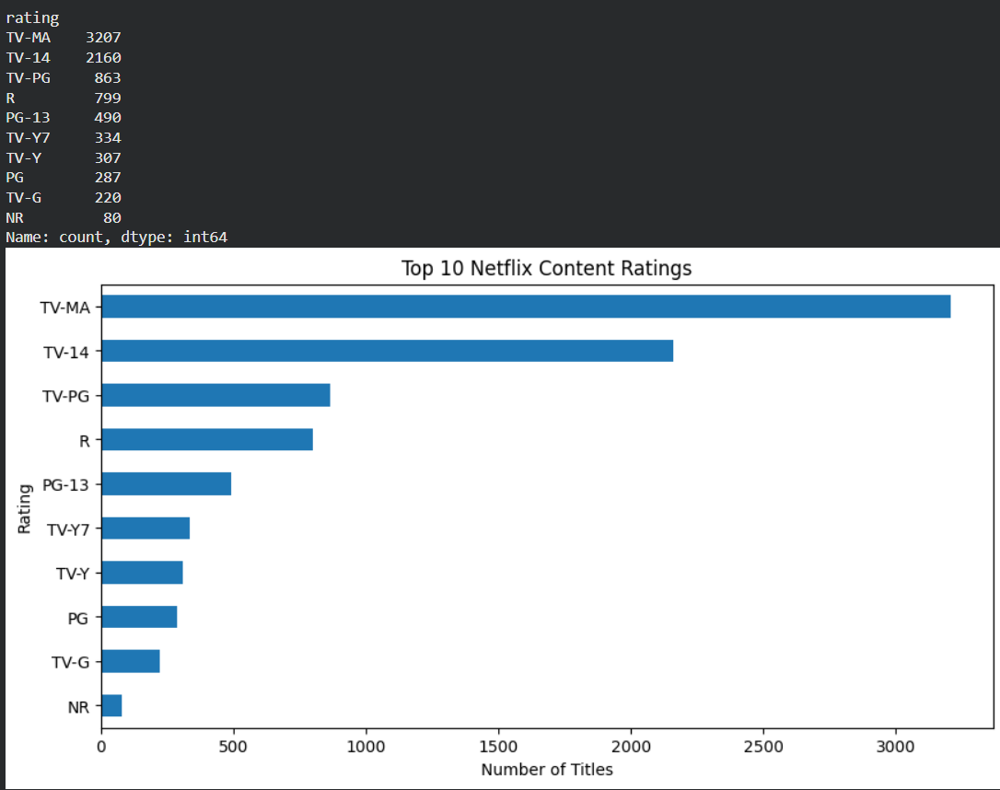 rating
TV-MA    3207
TV-14    2160
TV-PG     863
R         799
PG-13     490
TV-Y7     334
TV-Y      307
PG        287
TV-G      220
NR         80
Name: count, dtype: int64
Top 10 Netflix Content Ratings
Rating
TV-MA
TV-14
TV-PG
R
PG-13
TV-Y7
TV-Y
PG
TV-G
NR
0 500 1000 1500 2000 2500 3000
Number of Titles